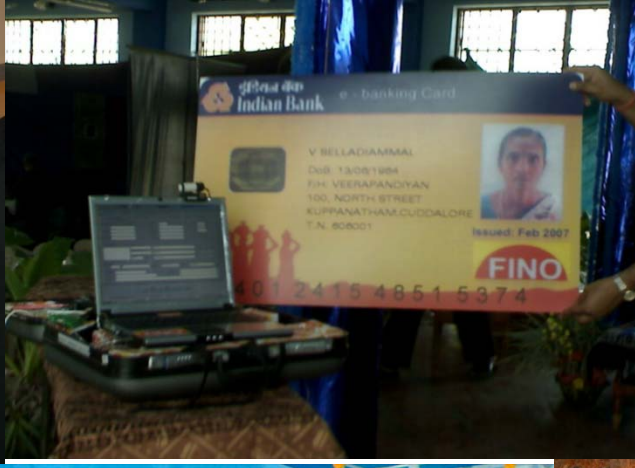 इंडियन बैंक
Indian Bank
e - banking Card
V BELLADIAMMAL
DoB: 13/08/1984
F/H: VEERAPANDIYAN
100, NORTH STREET
KUPPANATHAM,CUDDALORE
T.N. 606001
Issued: Feb 2007
FINO
401 2415 4851 5374